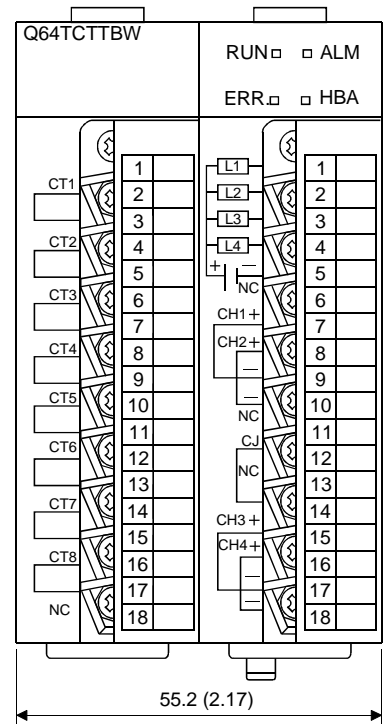 Q64TCTTBW
RUN ALM
ERR. HBA
CT1
CT2
CT3
CT4
CT5
CT6
CT7
CT8
NC
1
2
3
4
5
6
7
8
9
10
11
12
13
14
15
16
17
18
L1
L2
L3
L4
+ −
NC
CH1+
CH2+
−
−
NC
CJ
NC
CH3+
CH4+
−
−
1
2
3
4
5
6
7
8
9
10
11
12
13
14
15
16
17
18
55.2 (2.17)